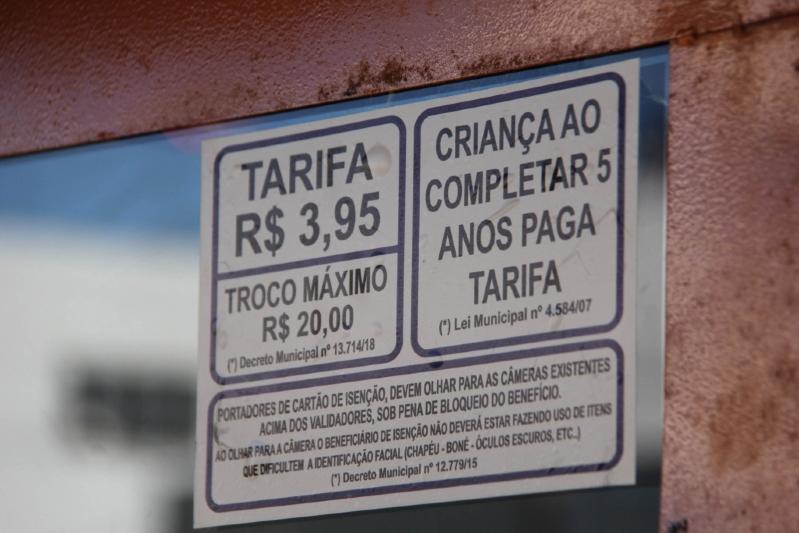 TARIFA
R$ 3,95
TROCO MÁXIMO
R$ 20,00
(*) Decreto Municipal nº 13.714/18
CRIANÇA AO
COMPLETAR 5
ANOS PAGA
TARIFA
(*) Lei Municipal nº 4.584/07
PORTADORES DE CARTÃO DE ISENÇÃO, DEVEM OLHAR PARA AS CÂMERAS EXISTENTES
ACIMA DOS VALIDADORES, SOB PENA DE BLOQUEIO DO BENEFÍCIO.
AO OLHAR PARA A CÂMERA O BENEFICIÁRIO DE ISENÇÃO NÃO DEVERÁ ESTAR FAZENDO USO DE ITENS
QUE DIFICULTEM A IDENTIFICAÇÃO FACIAL (CHAPÉU - BONÉ - ÓCULOS ESCUROS, ETC..)
(*) Decreto Municipal nº 12.779/15